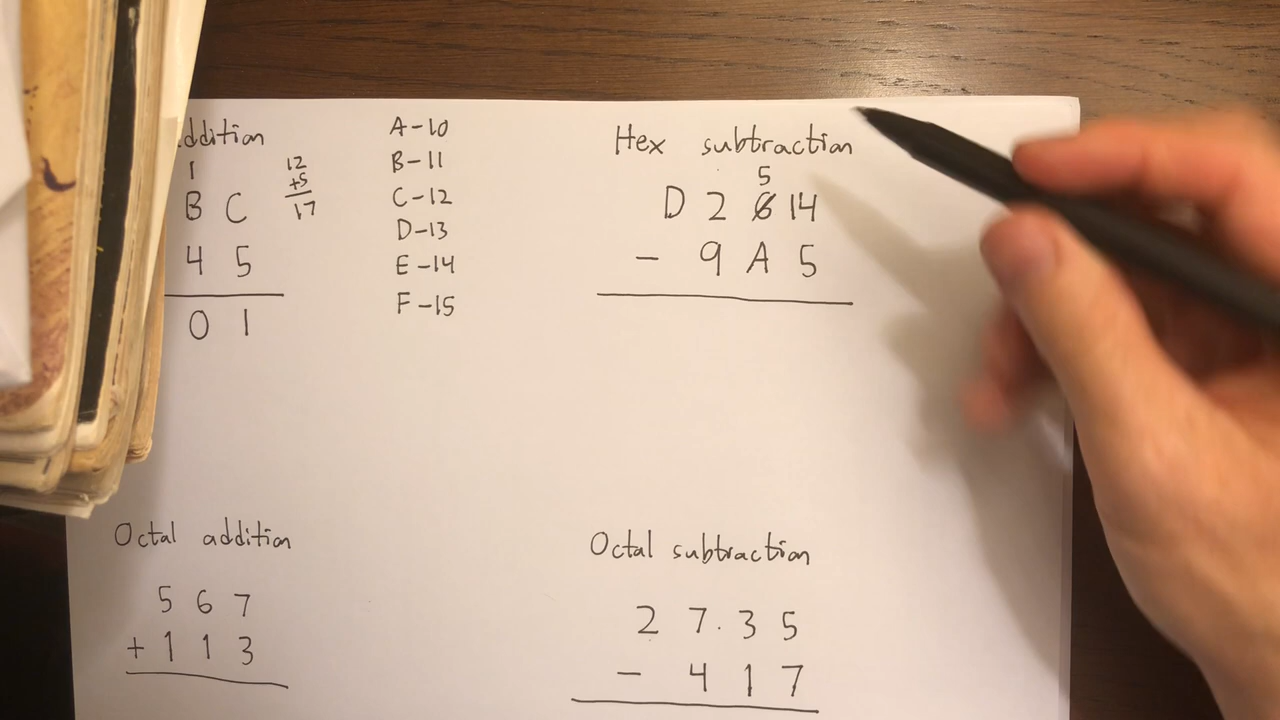 ddition
1
B C
4 5
0 1
12
+5
17
A-10
B-11
C-12
D-13
E-14
F-15
Hex subtraction
5
D 2 6 14
- 9 A 5
Octal addition
5 6 7
+ 1 1 3
Octal subtraction
2 7.3 5
- 4 1 7